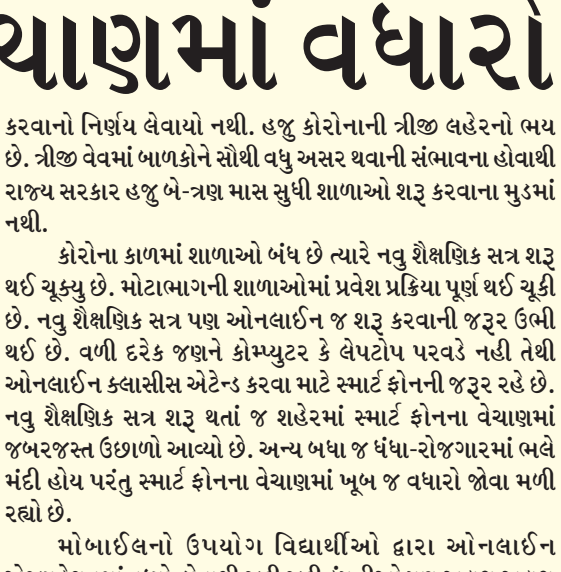 ચાણમાં વધારો
કરવાનો નિર્ણય લેવાયો નથી. હજુ કોરોનાની ત્રીજી લહેરનો ભય
છે. ત્રીજી વેવમાં બાળકોને સૌથી વધુ અસર થવાની સંભાવના હોવાથી
રાજ્ય સરકાર હજુ બે-ત્રણ માસ સુધી શાળાઓ શરૂ કરવાના મુડમાં
નથી.
કોરોના કાળમાં શાળાઓ બંધ છે ત્યારે નવુ શૈક્ષણિક સત્ર શરૂ
થઈ ચૂક્યુ છે. મોટાભાગની શાળાઓમાં પ્રવેશ પ્રક્રિયા પૂર્ણ થઈ ચૂકી
છે. નવુ શૈક્ષણિક સત્ર પણ ઓનલાઈન જ શરૂ કરવાની જરૂર ઉભી
થઈ છે. વળી દરેક જણને કોમ્પ્યુટર કે લેપટોપ પરવડે નહી તેથી
ઓનલાઈન ક્લાસીસ એટેન્ડ કરવા માટે સ્માર્ટ ફોનની જરૂર રહે છે.
નવુ શૈક્ષણિક સત્ર શરૂ થતાં જ શહેરમાં સ્માર્ટ ફોનના વેચાણમાં
જબરજસ્ત ઉછાળો આવ્યો છે. અન્ય બધા જ ધંધા-રોજગારમાં ભલે
મંદી હોય પરંતુ સ્માર્ટ ફોનના વેચાણમાં ખૂબ જ વધારો જોવા મળી
રહ્યો છે.
મોબાઈલનો ઉપયોગ વિદ્યાર્થીઓ દ્વારા ઓનલાઈન